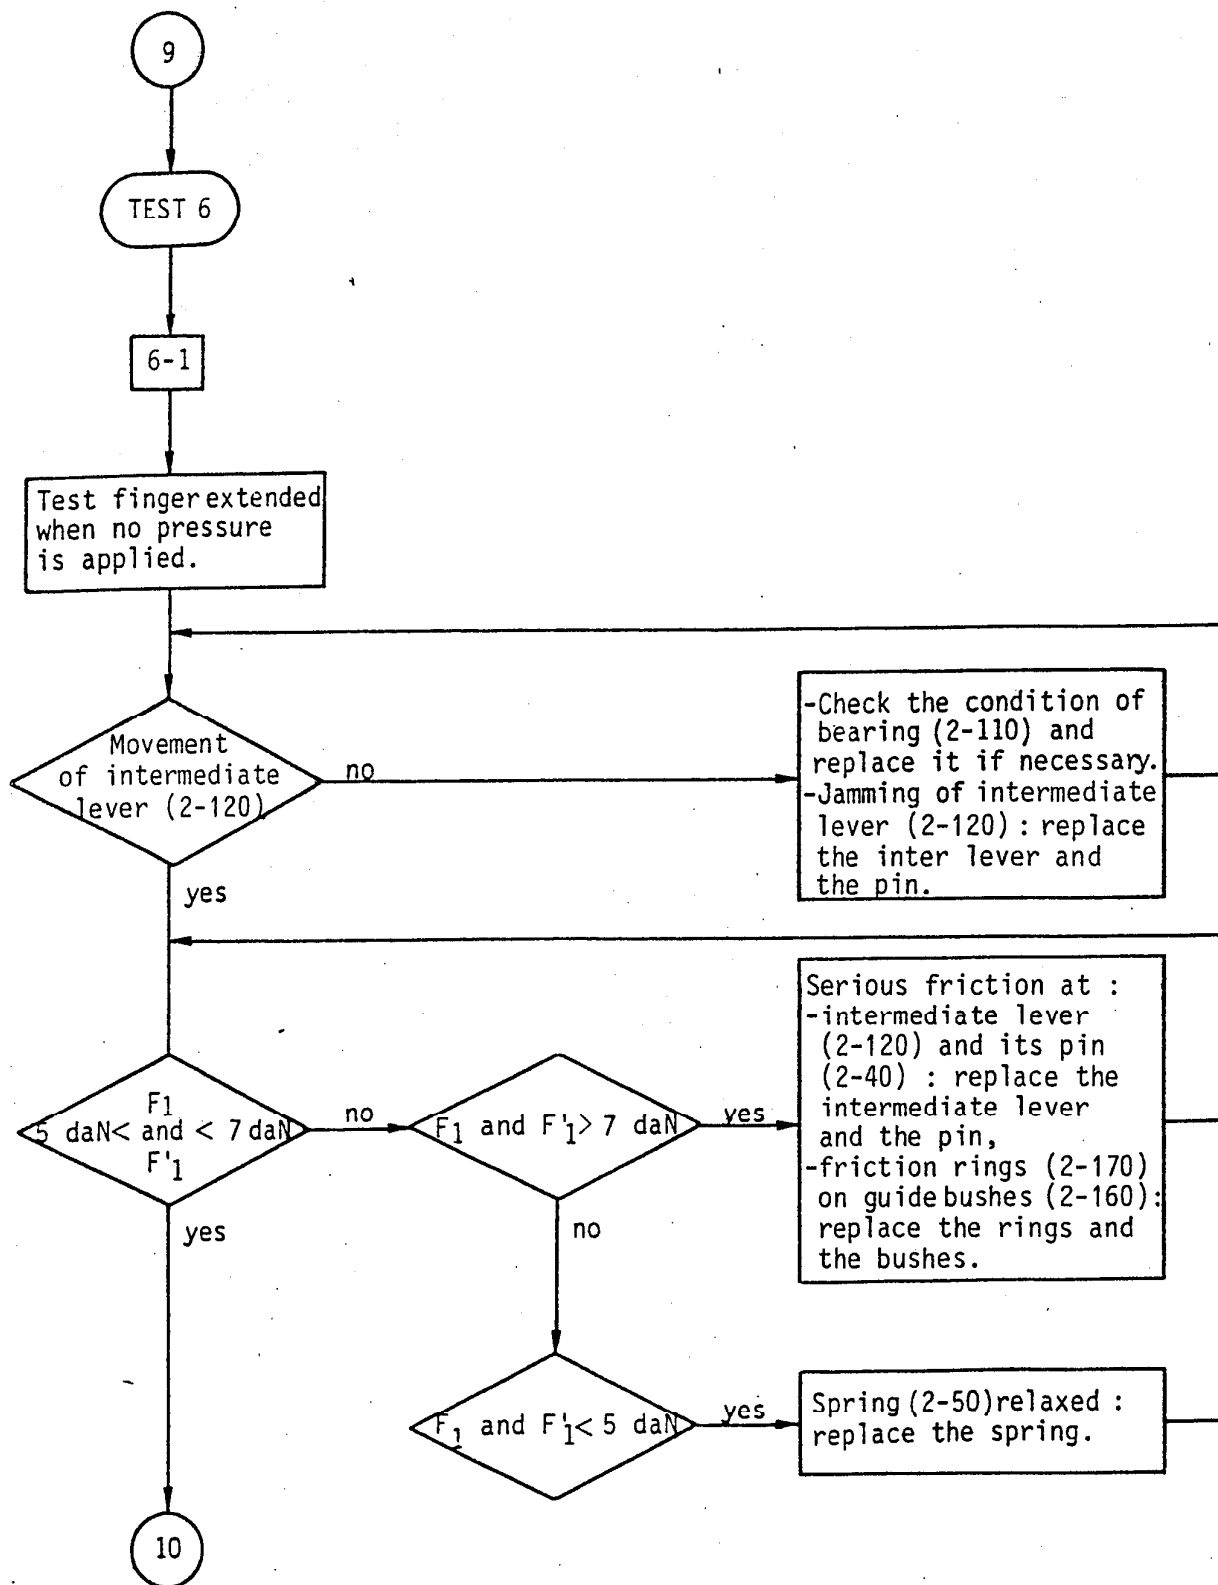 9
TEST 6
6-1
Test finger extended
when no pressure
is applied.
Movement
of intermediate
lever (2-120)
no
-Check the condition of
bearing (2-110) and
replace it if necessary.
-Jamming of intermediate
lever (2-120) : replace
the inter lever and
the pin.
yes
F1
5 daN< and < 7 daN
F'1
no
F1 and F'1> 7 daN
yes
Serious friction at :
-intermediate lever
(2-120) and its pin
(2-40) : replace the
intermediate lever
and the pin,
-friction rings (2-170)
on guide bushes (2-160):
replace the rings and
the bushes.
yes
no
F1 and F'1< 5 daN
yes
Spring (2-50) relaxed :
replace the spring.
10